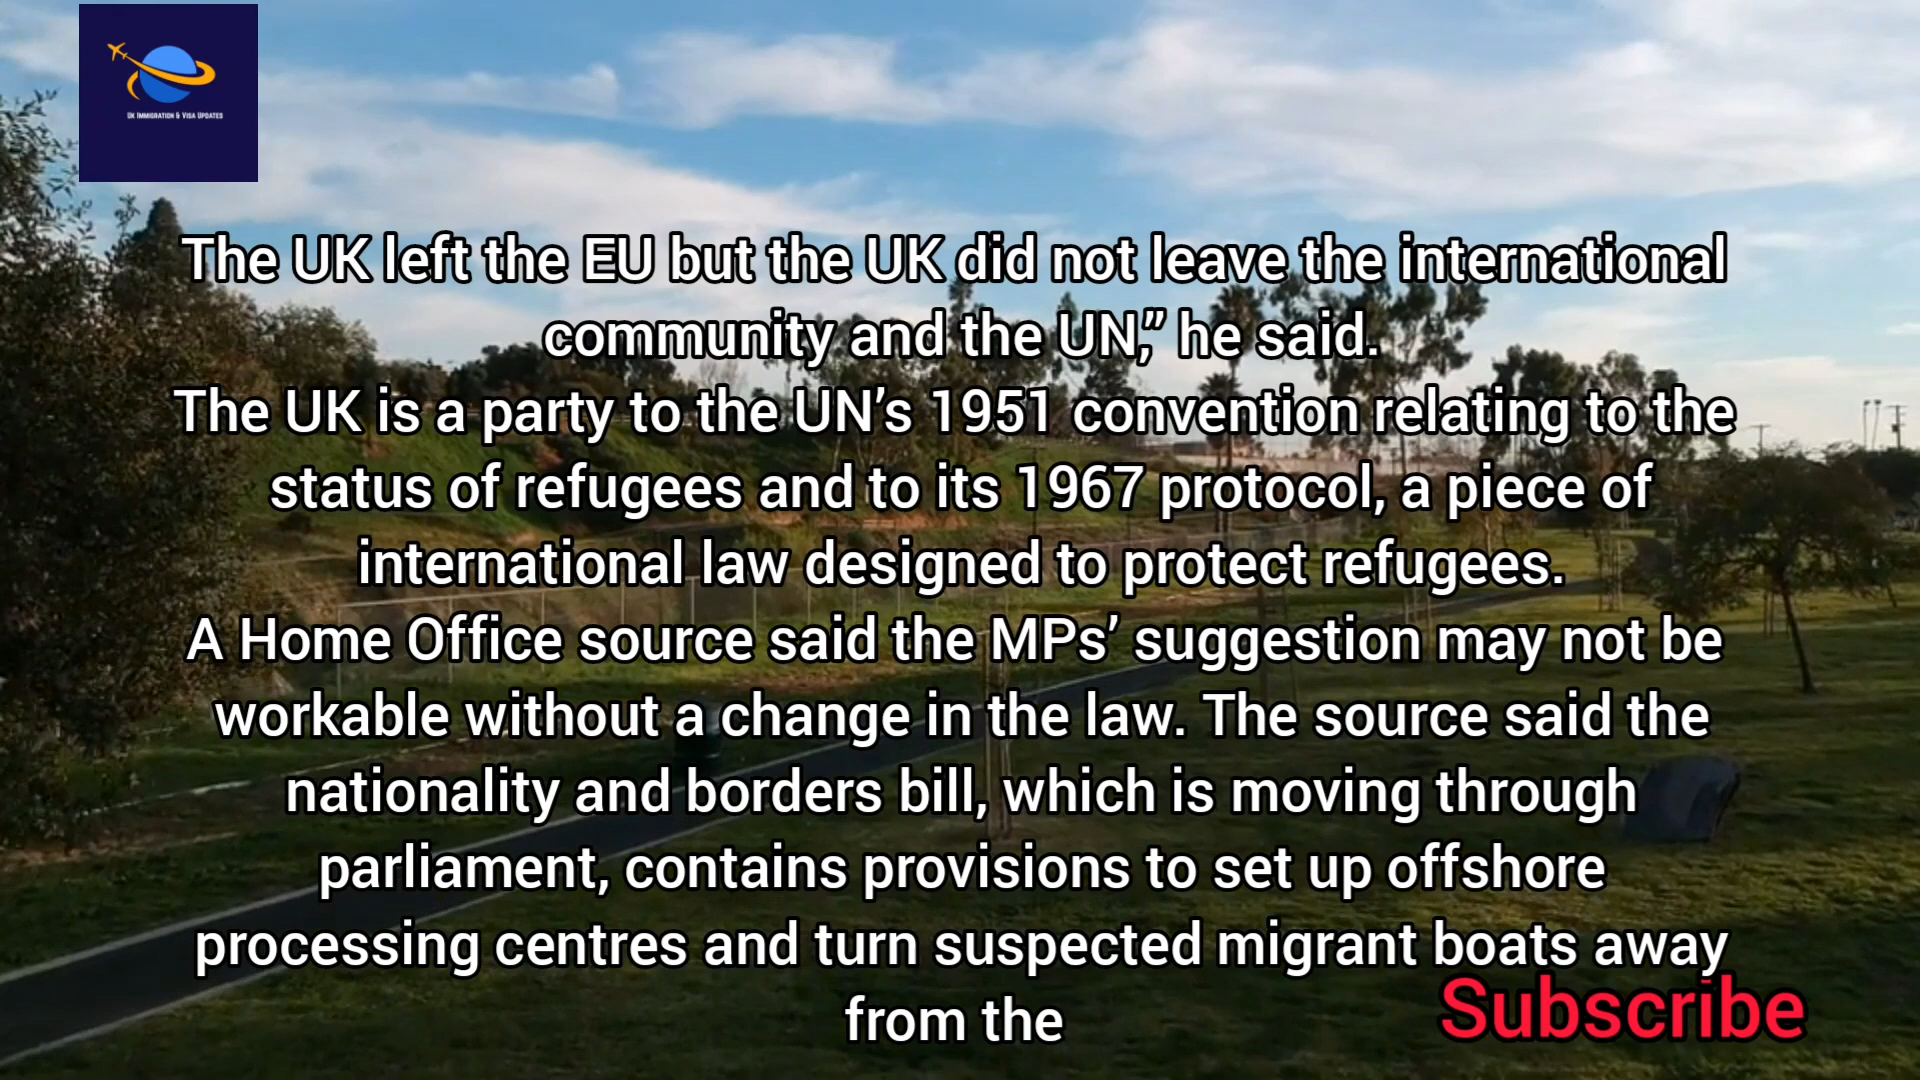 UK Immigration & Visa Updates
The UK left the EU but the UK did not leave the international
community and the UN,” he said.
The UK is a party to the UN’s 1951 convention relating to the
status of refugees and to its 1967 protocol, a piece of
international law designed to protect refugees.
A Home Office source said the MPs’ suggestion may not be
workable without a change in the law. The source said the
nationality and borders bill, which is moving through
parliament, contains provisions to set up offshore
processing centres and turn suspected migrant boats away
from the
Subscribe